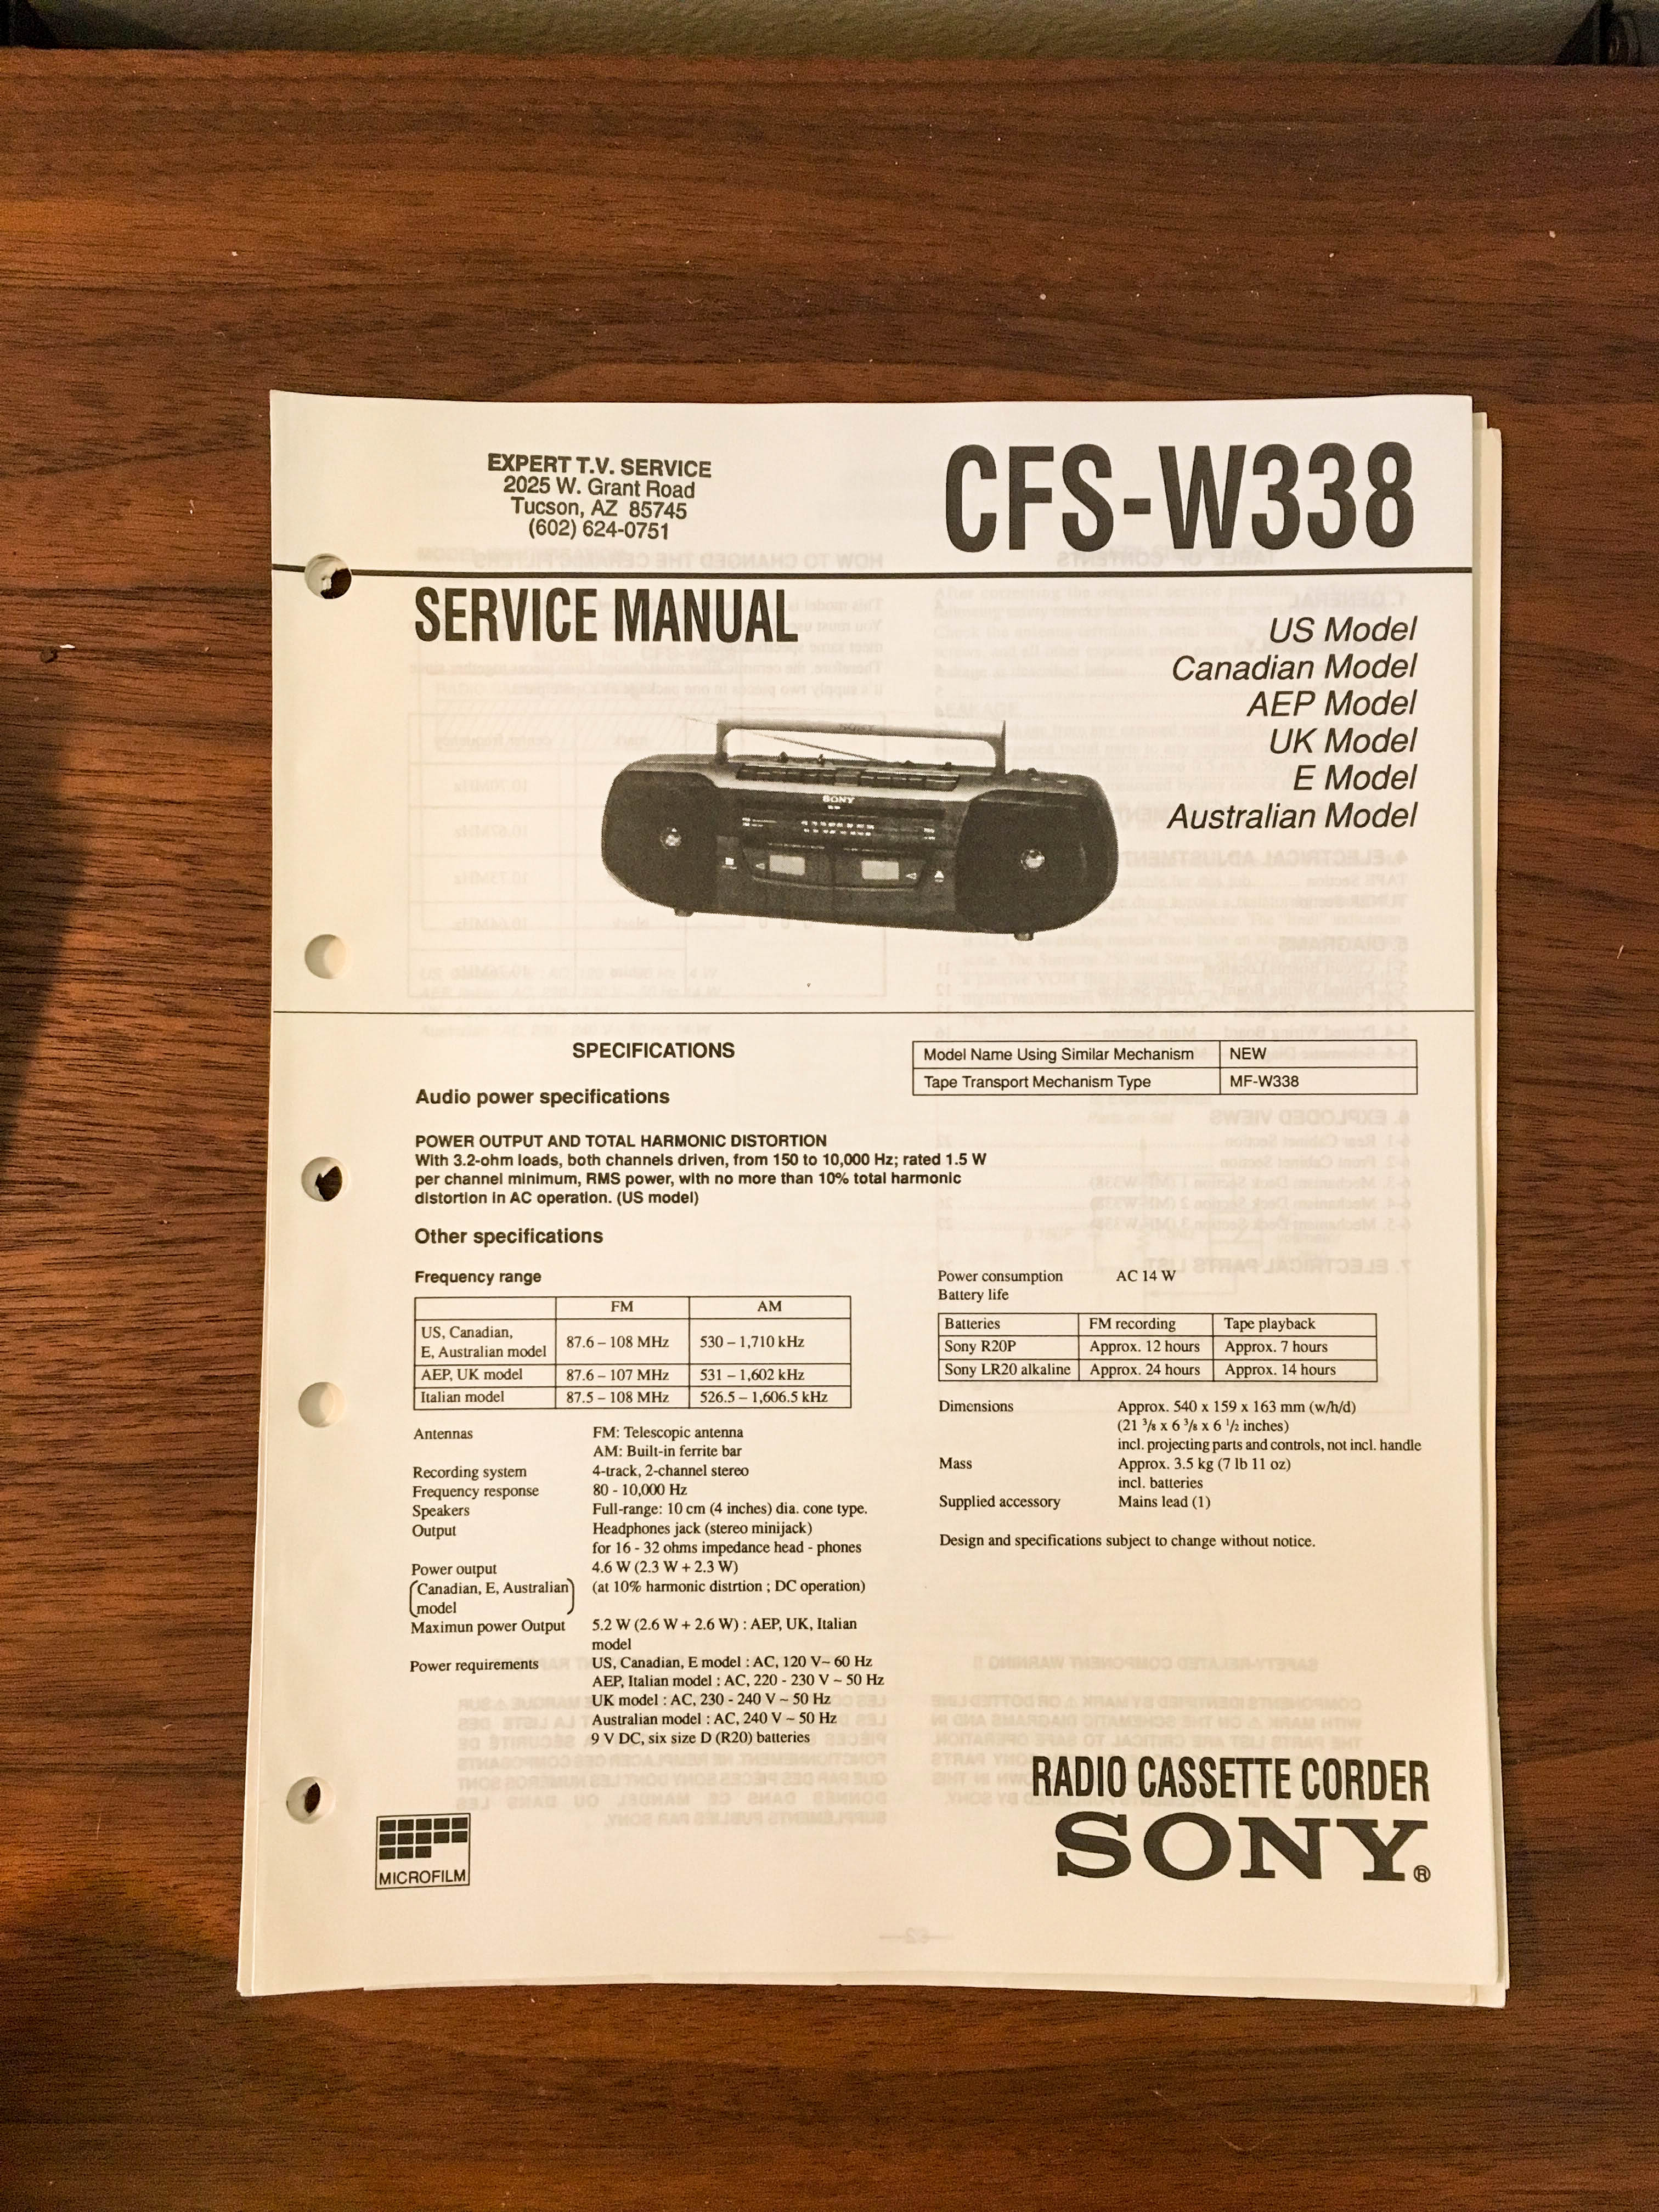 EXPERT T.V. SERVICE
2025 W. Grant Road
Tucson, AZ 85745
(602) 624-0751
CFS-W338
SERVICE MANUAL
US Model
Canadian Model
AEP Model
UK Model
E Model
Australian Model
SONY
SPECIFICATIONS
Model Name Using Similar Mechanism NEW
Tape Transport Mechanism Type MF-W338
Audio power specifications
POWER OUTPUT AND TOTAL HARMONIC DISTORTION
With 3.2-ohm loads, both channels driven, from 150 to 10,000 Hz; rated 1.5 W
per channel minimum, RMS power, with no more than 10% total harmonic
distortion in AC operation. (US model)
Other specifications
Frequency range
FM AM
US, Canadian,
E, Australian model 87.6 – 108 MHz 530 – 1,710 kHz
AEP, UK model 87.6 – 107 MHz 531 – 1,602 kHz
Italian model 87.5 – 108 MHz 526.5 – 1,606.5 kHz
Antennas FM: Telescopic antenna
AM: Built-in ferrite bar
Recording system 4-track, 2-channel stereo
Frequency response 80 - 10,000 Hz
Speakers Full-range: 10 cm (4 inches) dia. cone type.
Output Headphones jack (stereo minijack)
for 16 - 32 ohms impedance head - phones
Power output 4.6 W (2.3 W + 2.3 W)
(Canadian, E, Australian (at 10% harmonic distrtion ; DC operation)
model)
Maximun power Output 5.2 W (2.6 W + 2.6 W) : AEP, UK, Italian
model
Power requirements US, Canadian, E model : AC, 120 V~ 60 Hz
AEP, Italian model : AC, 220 - 230 V ~ 50 Hz
UK model : AC, 230 - 240 V ~ 50 Hz
Australian model : AC, 240 V ~ 50 Hz
9 V DC, six size D (R20) batteries
Power consumption AC 14 W
Battery life
Batteries FM recording Tape playback
Sony R20P Approx. 12 hours Approx. 7 hours
Sony LR20 alkaline Approx. 24 hours Approx. 14 hours
Dimensions Approx. 540 x 159 x 163 mm (w/h/d)
(21 3/8 x 6 3/8 x 6 1/2 inches)
incl. projecting parts and controls, not incl. handle
Mass Approx. 3.5 kg (7 lb 11 oz)
incl. batteries
Supplied accessory Mains lead (1)
Design and specifications subject to change without notice.
MICROFILM
RADIO CASSETTE CORDER
SONY®